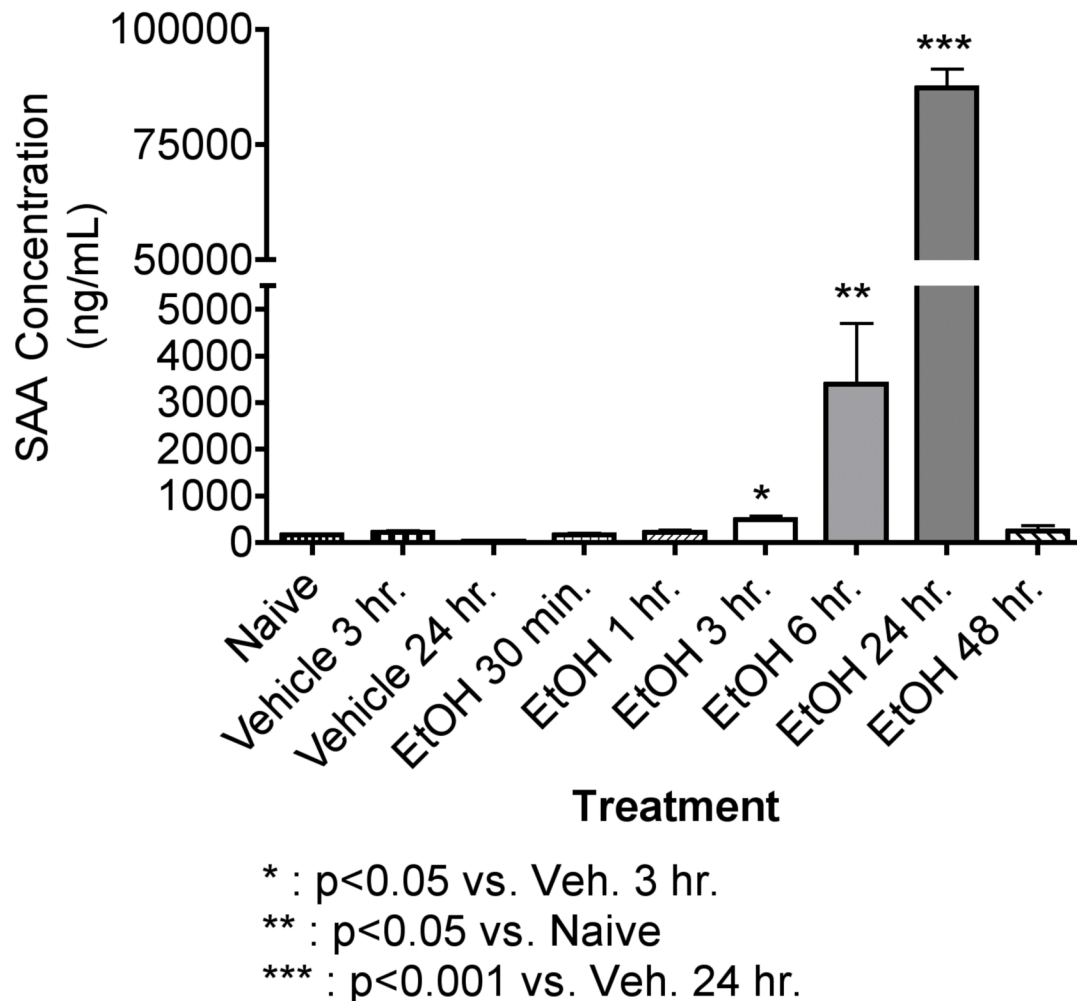 SAA Concentration
(ng/mL)
100000
75000
50000
5000
4000
3000
2000
1000
0
*
**
***
Naive
Vehicle 3 hr.
Vehicle 24 hr.
EtOH 30 min.
EtOH 1 hr.
EtOH 3 hr.
EtOH 6 hr.
EtOH 24 hr.
EtOH 48 hr.
Treatment
* : p<0.05 vs. Veh. 3 hr.
** : p<0.05 vs. Naive
*** : p<0.001 vs. Veh. 24 hr.